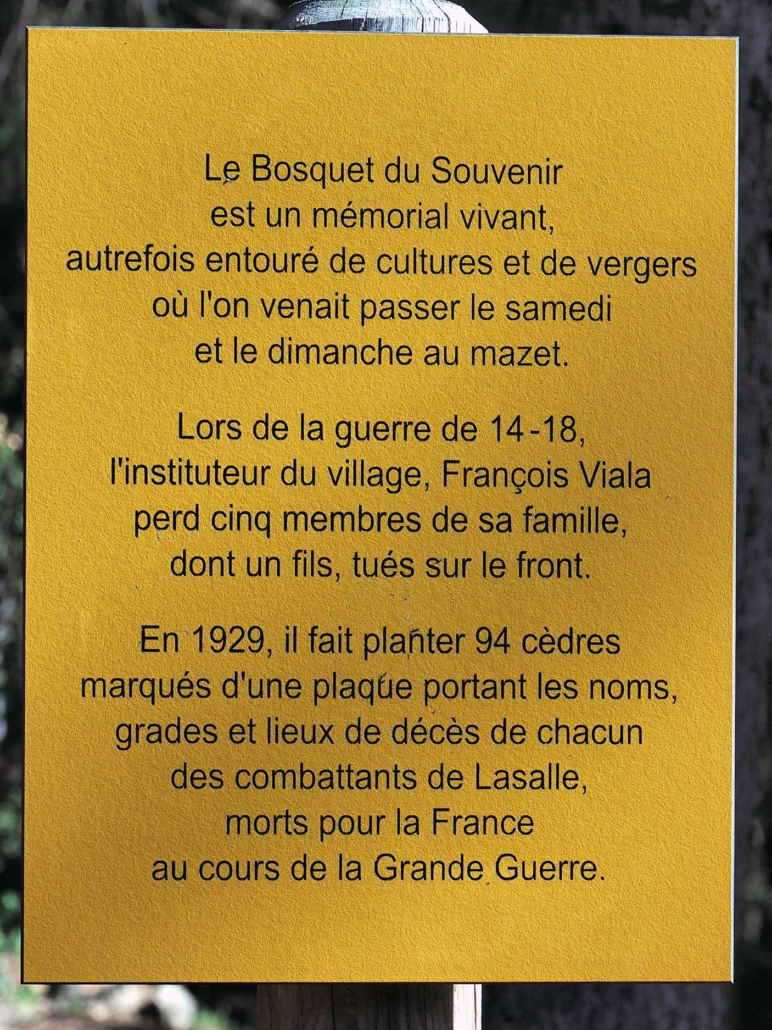 Le Bosquet du Souvenir
est un mémorial vivant,
autrefois entouré de cultures et de vergers
où l'on venait passer le samedi
et le dimanche au mazet.
Lors de la guerre de 14-18,
l'instituteur du village, François Viala
perd cinq membres de sa famille,
dont un fils, tués sur le front.
En 1929, il fait planter 94 cèdres
marqués d'une plaque portant les noms,
grades et lieux de décès de chacun
des combattants de Lasalle,
morts pour la France
au cours de la Grande Guerre.